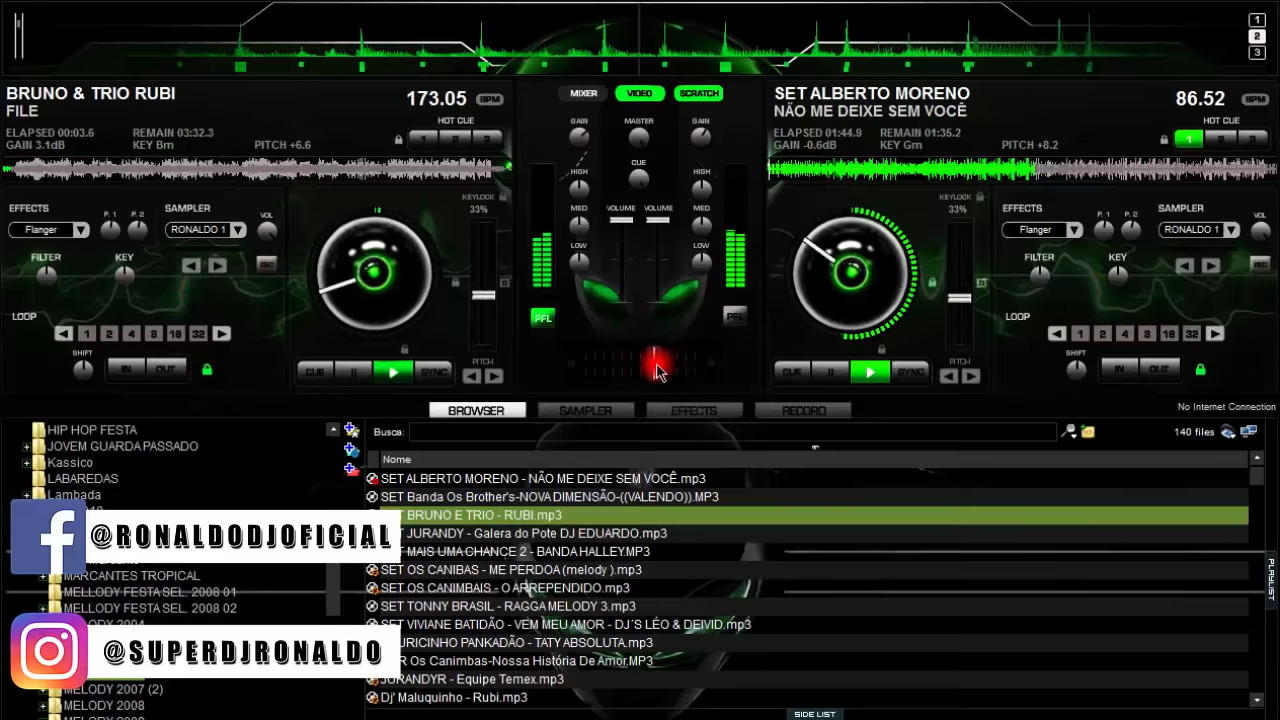 1
2
3
BRUNO & TRIO RUBI
FILE
173.05 BPM
ELAPSED 00:03.6 REMAIN 03:32.3
GAIN 3.1dB KEY Bm PITCH +6.6
HOT CUE
1 2 3
MIXER VIDEO SCRATCH
GAIN MASTER GAIN
CUE
HIGH HIGH
MED VOLUME VOLUME MED
LOW LOW
PFL PFL
SET ALBERTO MORENO
NÃO ME DEIXE SEM VOCÊ
86.52 BPM
ELAPSED 01:44.9 REMAIN 01:35.2
GAIN -0.6dB KEY Gm PITCH +8.2
HOT CUE
1 2 3
EFFECTS P. 1 P. 2 SAMPLER VOL
Flanger RONALDO 1
FILTER KEY REC
LOOP
1 2 4 8 16 32
SHIFT IN OUT
KEYLOCK
33%
CUE II SYNC
PITCH
KEYLOCK
33%
CUE II SYNC
PITCH
EFFECTS P. 1 P. 2 SAMPLER VOL
Flanger RONALDO 1
FILTER KEY REC
LOOP
1 2 4 8 16 32
SHIFT IN OUT
BROWSER SAMPLER EFFECTS RECORD
No Internet Connection
HIP HOP FESTA
JOVEM GUARDA PASSADO
Kassico
LABAREDAS
Lambada
@RONALDODJOFICIAL
MARCANTES TROPICAL
MELLODY FESTA SEL. 2008 01
MELLODY FESTA SEL. 2008 02
@SUPERDJRONALDO
MELODY 2007 (2)
MELODY 2008
Busca: 140 files
Nome
SET ALBERTO MORENO - NÃO ME DEIXE SEM VOCÊ.mp3
SET Banda Os Brother's-NOVA DIMENSÃO-((VALENDO)).MP3
BRUNO E TRIO - RUBI.mp3
JURANDY - Galera do Pote DJ EDUARDO.mp3
MAIS UMA CHANCE 2 - BANDA HALLEY.MP3
SET OS CANIBAS - ME PERDOA (melody ).mp3
SET OS CANIMBAIS - O ARREPENDIDO.mp3
SET TONNY BRASIL - RAGGA MELODY 3.mp3
SET VIVIANE BATIDÃO - VEM MEU AMOR - DJ´S LÉO & DEIVID.mp3
PANKADÃO - TATY ABSOLUTA.mp3
Os Canimbas-Nossa História De Amor.MP3
JURANDYR - Equipe Temex.mp3
Dj' Maluquinho - Rubi.mp3
PLAYLIST
SIDE LIST